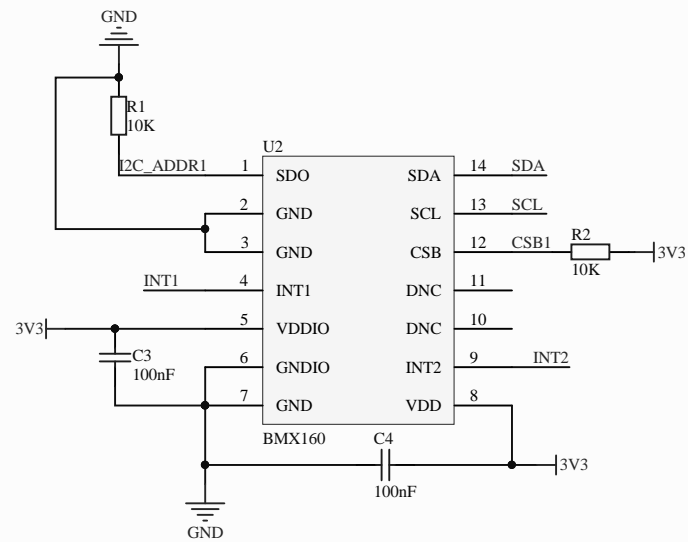 GND
R1
10K
U2
I2C_ADDR1 1 SDO SDA 14 SDA
2 GND SCL 13 SCL
3 GND CSB 12 CSB1 R2 10K 3V3
INT1 4 INT1 DNC 11
3V3 5 VDDIO DNC 10
C3 100nF 6 GNDIO INT2 9 INT2
7 GND VDD 8
BMX160
C4
3V3
100nF
GND